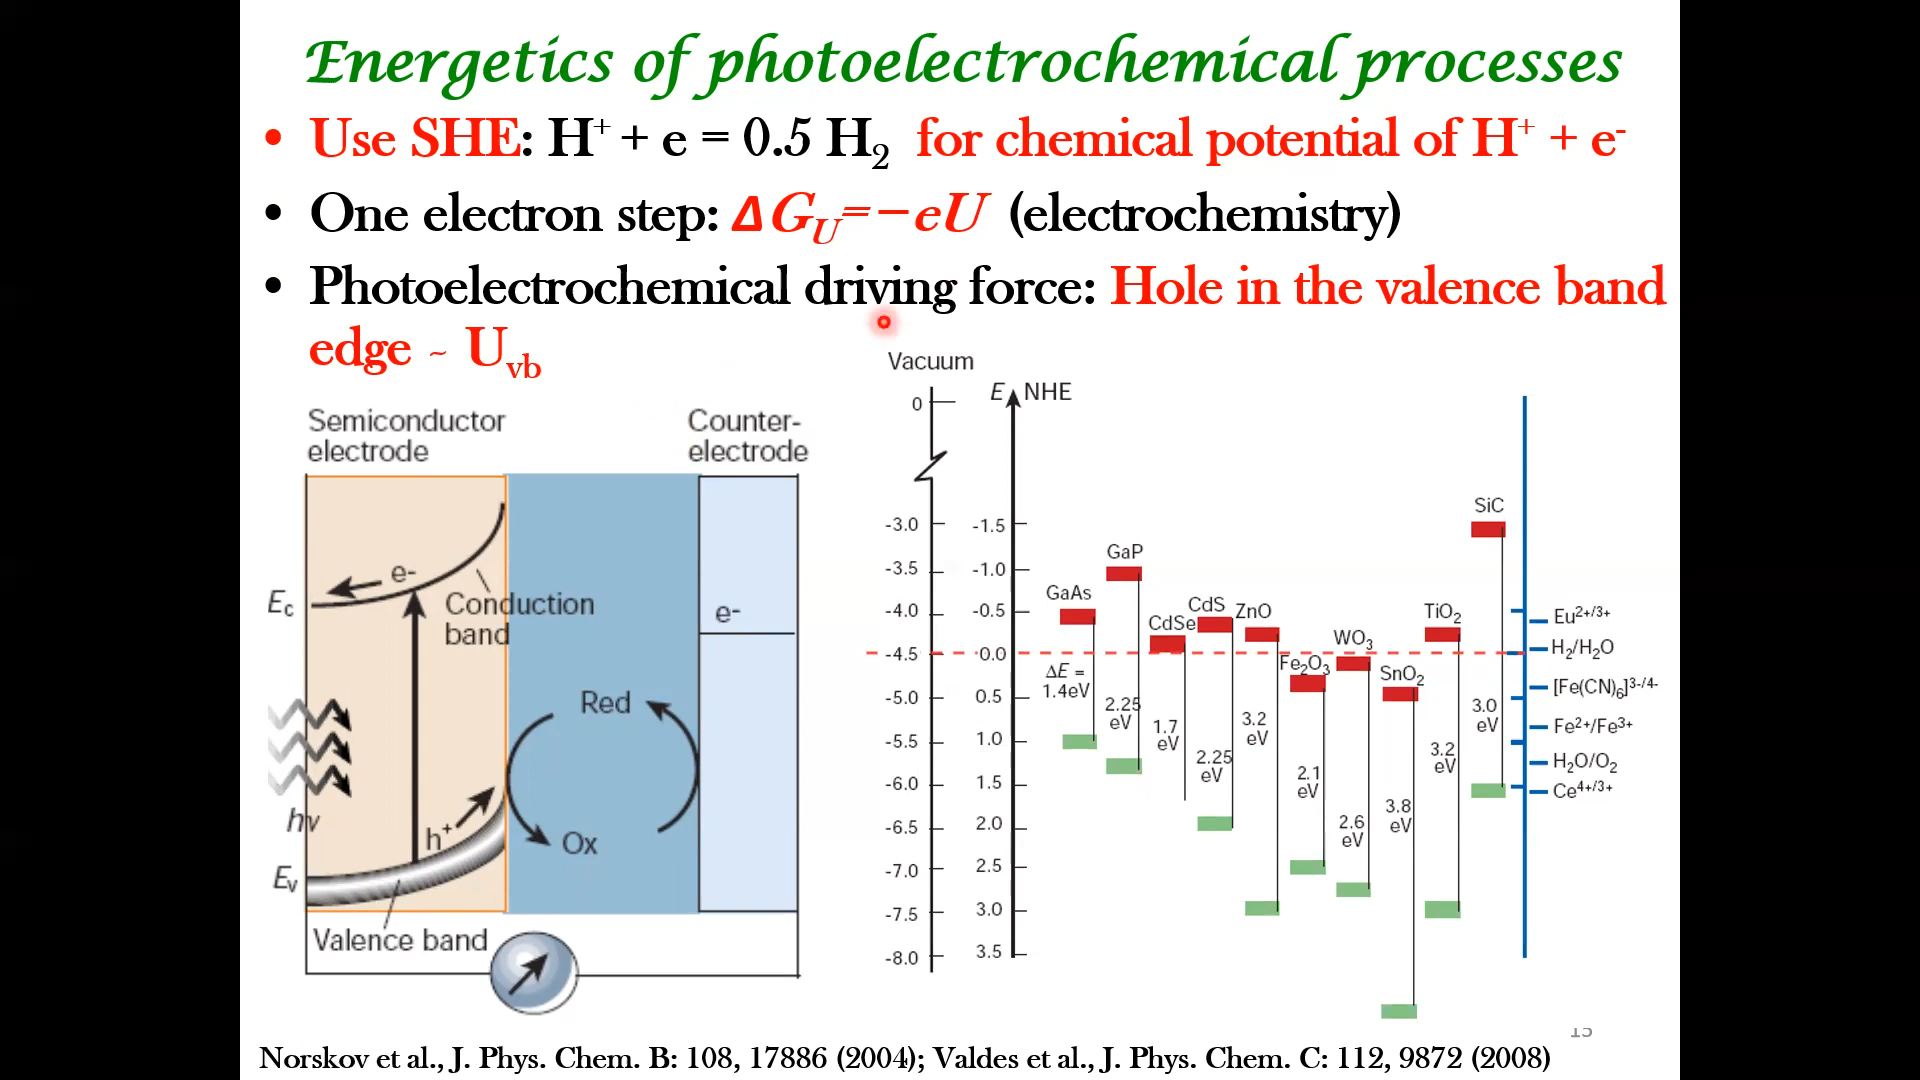 Energetics of photoelectrochemical processes
• Use SHE: H⁺ + e = 0.5 H₂ for chemical potential of H⁺ + e⁻
• One electron step: ΔG_U=−eU (electrochemistry)
• Photoelectrochemical driving force: Hole in the valence band
edge ~ U_vb
Semiconductor
electrode
Counter-
electrode
E_c
e-
Conduction
band
e-
Red
hν
h⁺
Ox
E_v
Valence band
Vacuum
E NHE
0
-3.0 -1.5
-3.5 -1.0
-4.0 -0.5
-4.5 0.0
-5.0 0.5
-5.5 1.0
-6.0 1.5
-6.5 2.0
-7.0 2.5
-7.5 3.0
-8.0 3.5
GaAs
ΔE =
1.4eV
GaP
2.25
eV
CdSe
1.7
eV
CdS
2.25
eV
ZnO
3.2
eV
Fe₂O₃
2.1
eV
WO₃
2.6
eV
SnO₂
3.8
eV
TiO₂
3.2
eV
SiC
3.0
eV
Eu²⁺/³⁺
H₂/H₂O
[Fe(CN)₆]³⁻/⁴⁻
Fe²⁺/Fe³⁺
H₂O/O₂
Ce⁴⁺/³⁺
Norskov et al., J. Phys. Chem. B: 108, 17886 (2004); Valdes et al., J. Phys. Chem. C: 112, 9872 (2008)